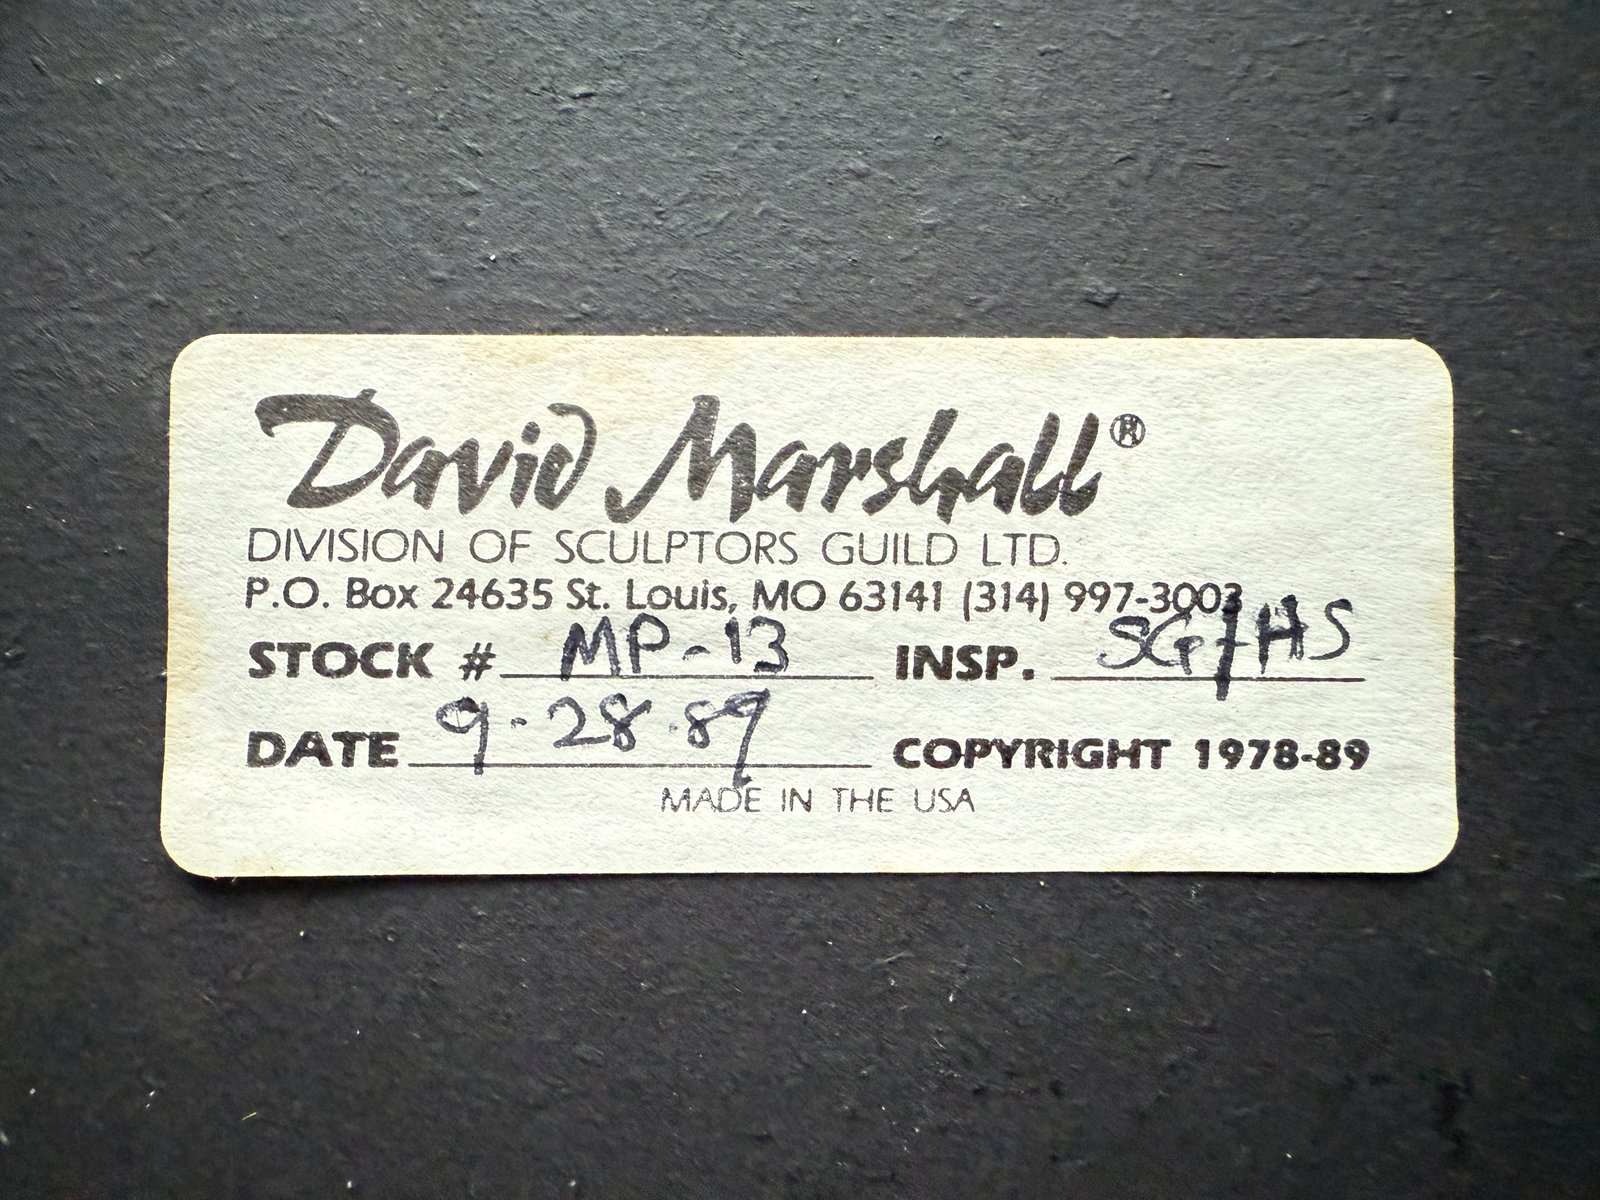 David Marshall®
DIVISION OF SCULPTORS GUILD LTD.
P.O. Box 24635 St. Louis, MO 63141 (314) 997-3003
STOCK # MP-13 INSP. SG/HS
DATE 9-28-89 COPYRIGHT 1978-89
MADE IN THE USA